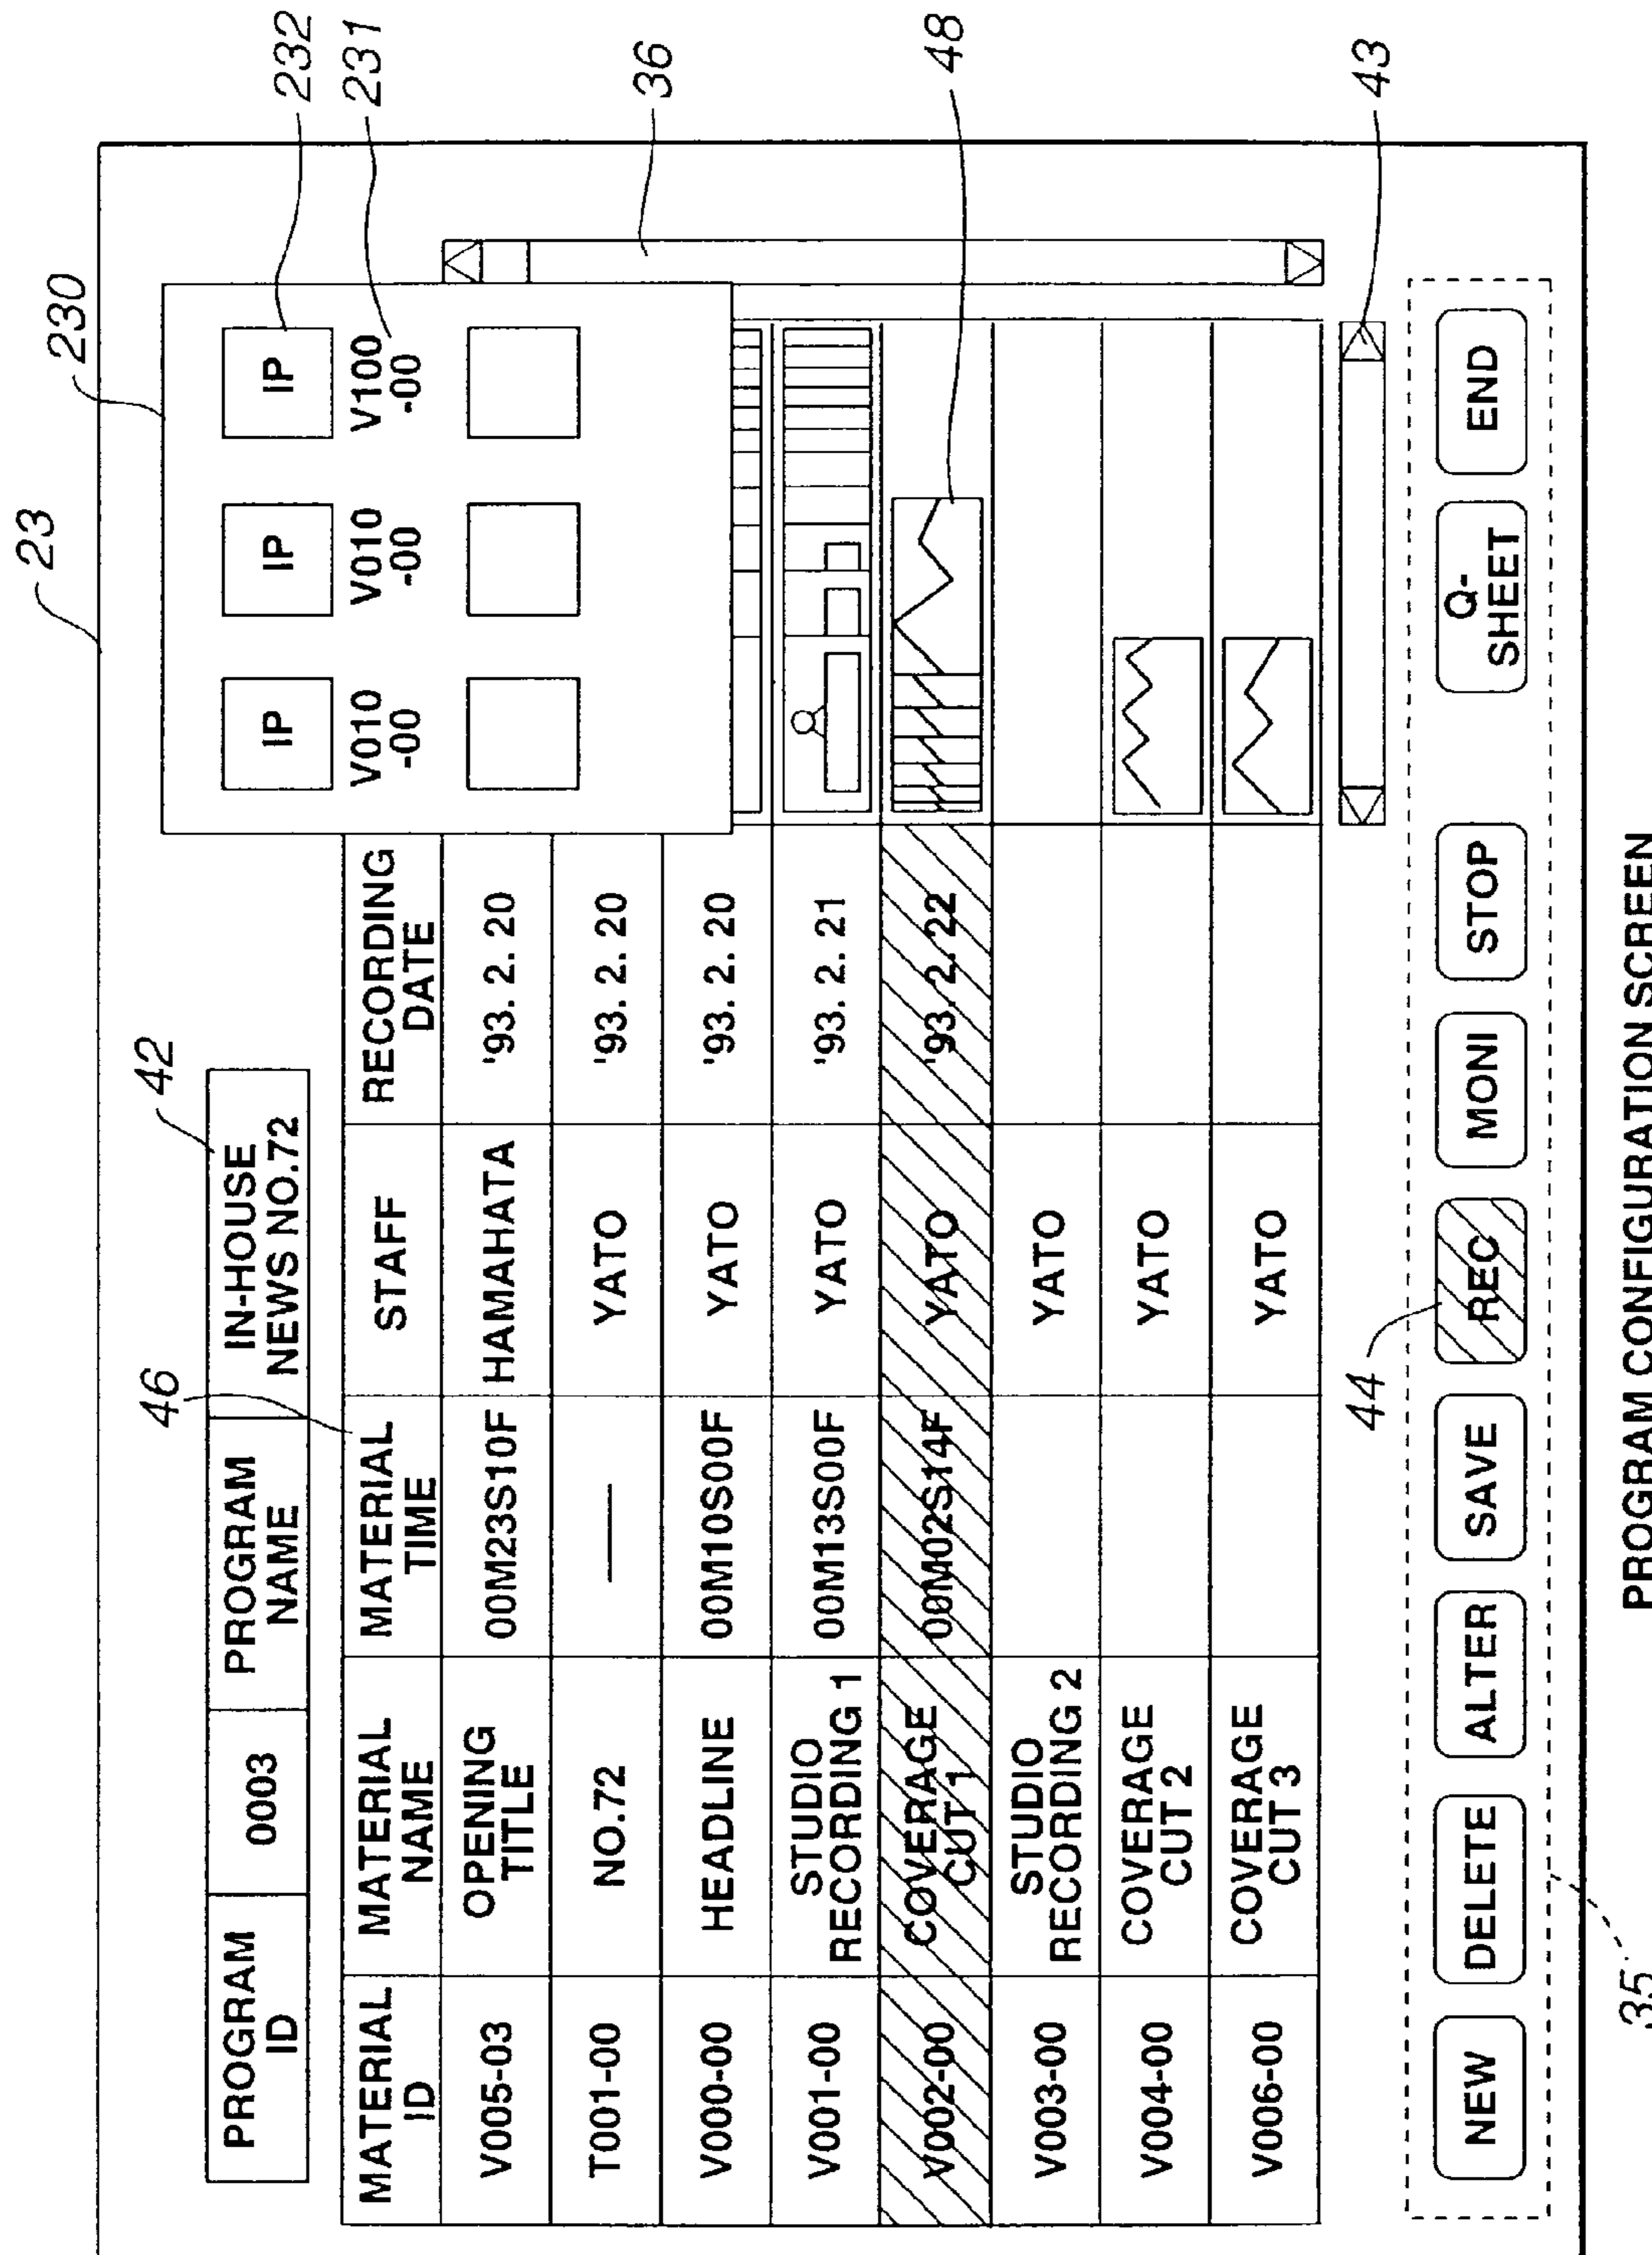 23
230
232
231
IP IP IP
V010 V010 V100
-00 -00 -00
36
48
43
42
46
PROGRAM
ID
0003
PROGRAM
NAME
IN-HOUSE
NEWS NO.72
MATERIAL
ID
MATERIAL
NAME
MATERIAL
TIME
STAFF
RECORDING
DATE
V005-03
OPENING
TITLE
00M23S10F
HAMAHATA
'93. 2. 20
T001-00
NO.72
—
YATO
'93. 2. 20
V000-00
HEADLINE
00M10S00F
YATO
'93. 2. 20
V001-00
STUDIO
RECORDING 1
00M13S00F
YATO
'93. 2. 21
V002-00
COVERAGE
CUT 1
00M02S14F
YATO
'93. 2. 22
V003-00
STUDIO
RECORDING 2
YATO
V004-00
COVERAGE
CUT 2
YATO
V006-00
COVERAGE
CUT 3
YATO
44
NEW
DELETE
ALTER
SAVE
REC
MONI
STOP
Q-
SHEET
END
35
PROGRAM CONFIGURATION SCREEN